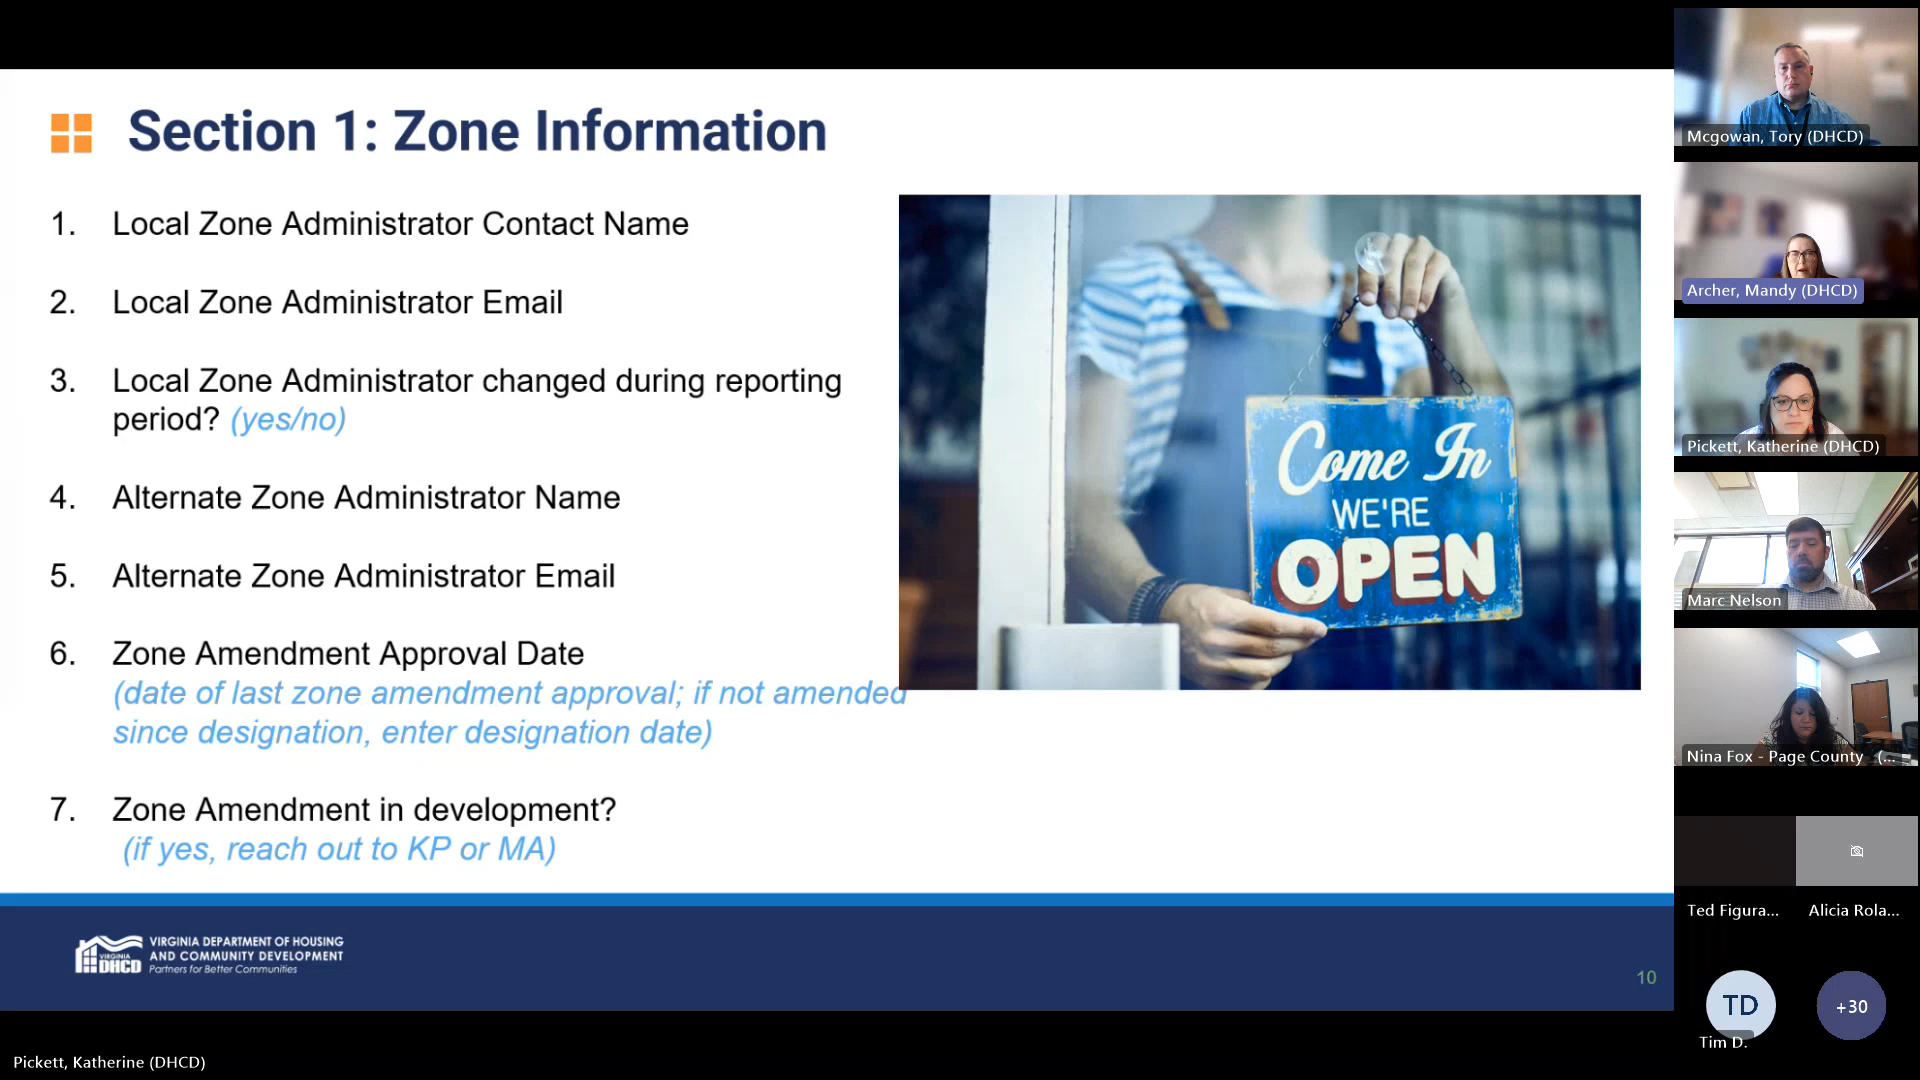 Section 1: Zone Information
1. Local Zone Administrator Contact Name
2. Local Zone Administrator Email
3. Local Zone Administrator changed during reporting
period? (yes/no)
4. Alternate Zone Administrator Name
5. Alternate Zone Administrator Email
6. Zone Amendment Approval Date
(date of last zone amendment approval; if not amended
since designation, enter designation date)
7. Zone Amendment in development?
(if yes, reach out to KP or MA)
Come In
WE'RE
OPEN
VIRGINIA
DHCD
VIRGINIA DEPARTMENT OF HOUSING
AND COMMUNITY DEVELOPMENT
Partners for Better Communities
10
Pickett, Katherine (DHCD)
Mcgowan, Tory (DHCD)
Archer, Mandy (DHCD)
Pickett, Katherine (DHCD)
Marc Nelson
Nina Fox - Page County (...
Ted Figura...
Alicia Rola...
TD
+30
Tim D.